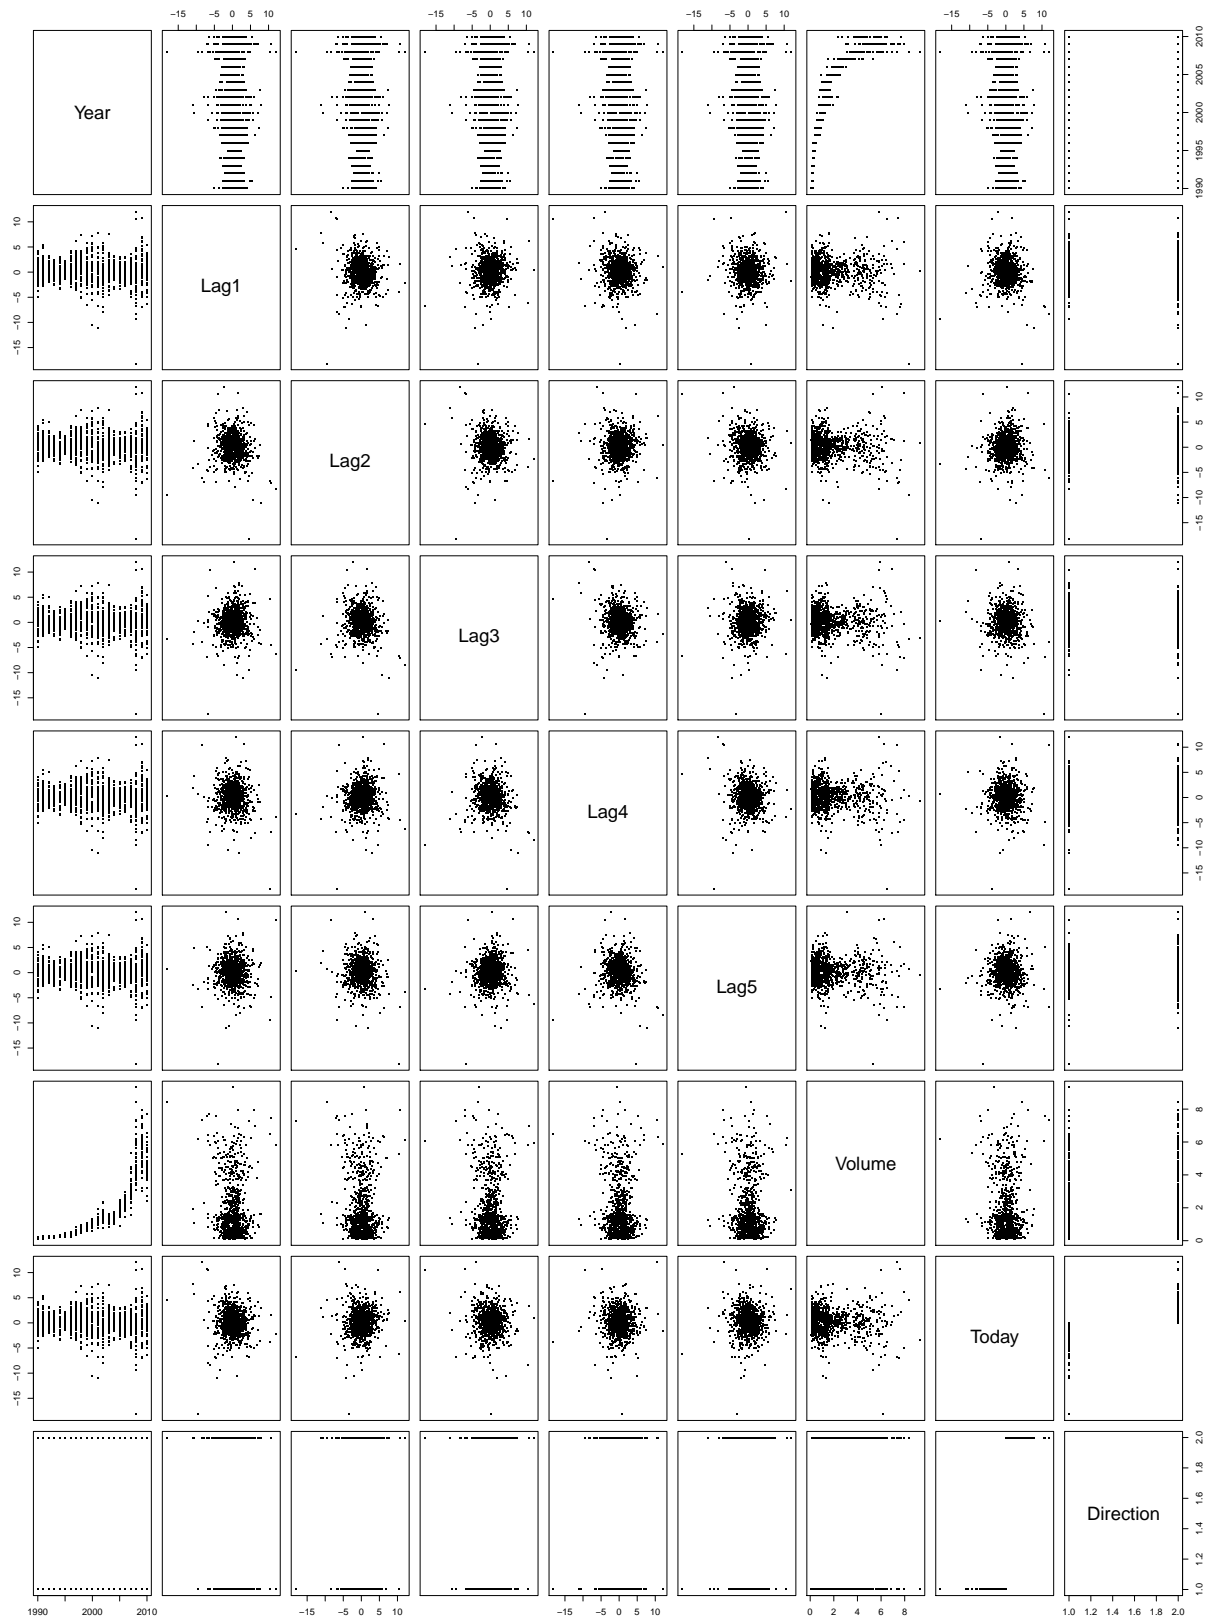 −15 −5 0 5 10 −15 −5 0 5 10 −15 −5 0 5 10 −15 −5 0 5 10
Year
1990 1995 2000 2005 2010
−15 −10 −5 0 5 10
Lag1
Lag2
−15 −10 −5 0 5 10
−15 −10 −5 0 5 10
Lag3
Lag4
−15 −10 −5 0 5 10
−15 −10 −5 0 5 10
Lag5
Volume
0 2 4 6 8
−15 −10 −5 0 5 10
Today
Direction
1.0 1.2 1.4 1.6 1.8 2.0
1990 2000 2010 −15 −5 0 5 10 −15 −5 0 5 10 0 2 4 6 8 1.0 1.2 1.4 1.6 1.8 2.0